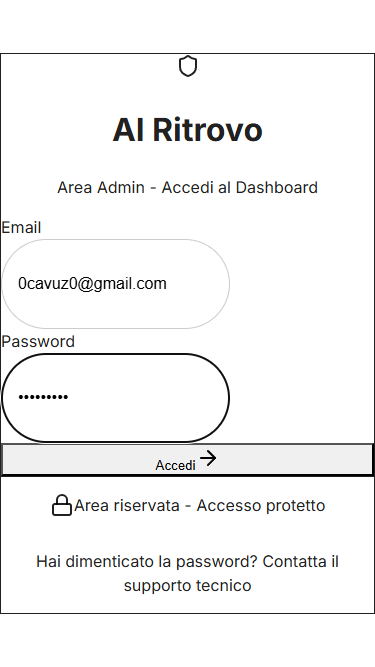 Al Ritrovo
Area Admin - Accedi al Dashboard
Email
0cavuz0@gmail.com
Password
•••••••••
Accedi
Area riservata - Accesso protetto
Hai dimenticato la password? Contatta il
supporto tecnico